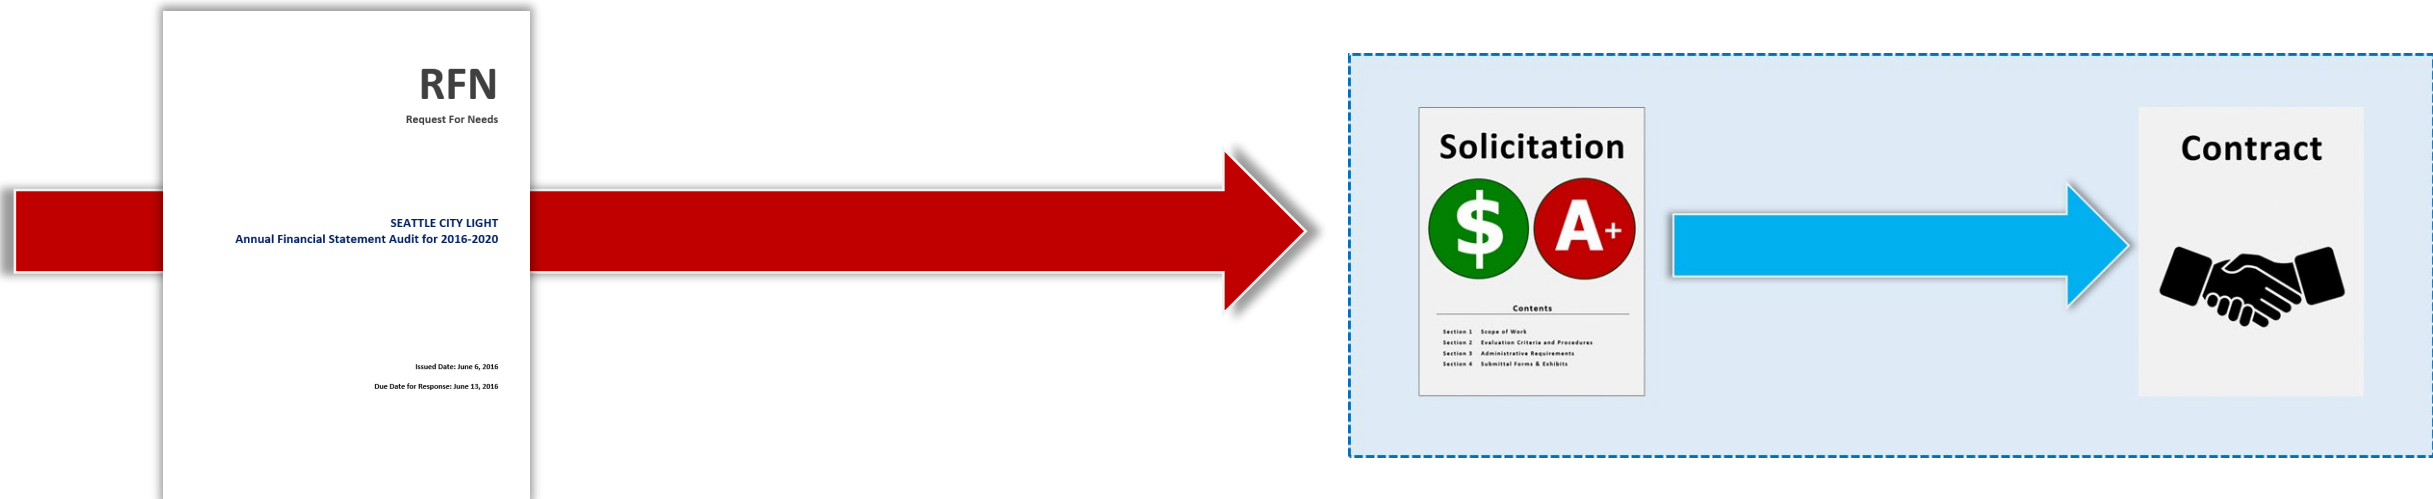 RFN
Request For Needs
SEATTLE CITY LIGHT
Annual Financial Statement Audit for 2016-2020
Issued Date: June 6, 2016
Due Date for Response: June 13, 2016
Solicitation
$ A+
Contents
Section 1 Scope of Work
Section 2 Evaluation Criteria and Procedures
Section 3 Administrative Requirements
Section 4 Submittal Forms & Exhibits
Contract